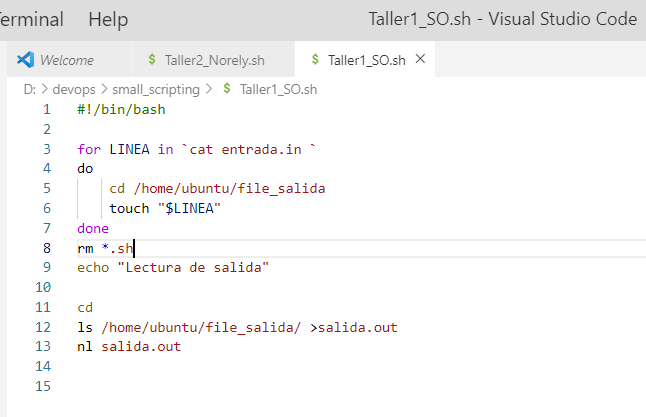 Terminal Help Taller1_SO.sh - Visual Studio Code
Welcome $ Taller2_Norely.sh $ Taller1_SO.sh ×
D: > devops > small_scripting > $ Taller1_SO.sh
1 #!/bin/bash
2
3 for LINEA in `cat entrada.in `
4 do
5 cd /home/ubuntu/file_salida
6 touch "$LINEA"
7 done
8 rm *.sh
9 echo "Lectura de salida"
10
11 cd
12 ls /home/ubuntu/file_salida/ >salida.out
13 nl salida.out
14
15